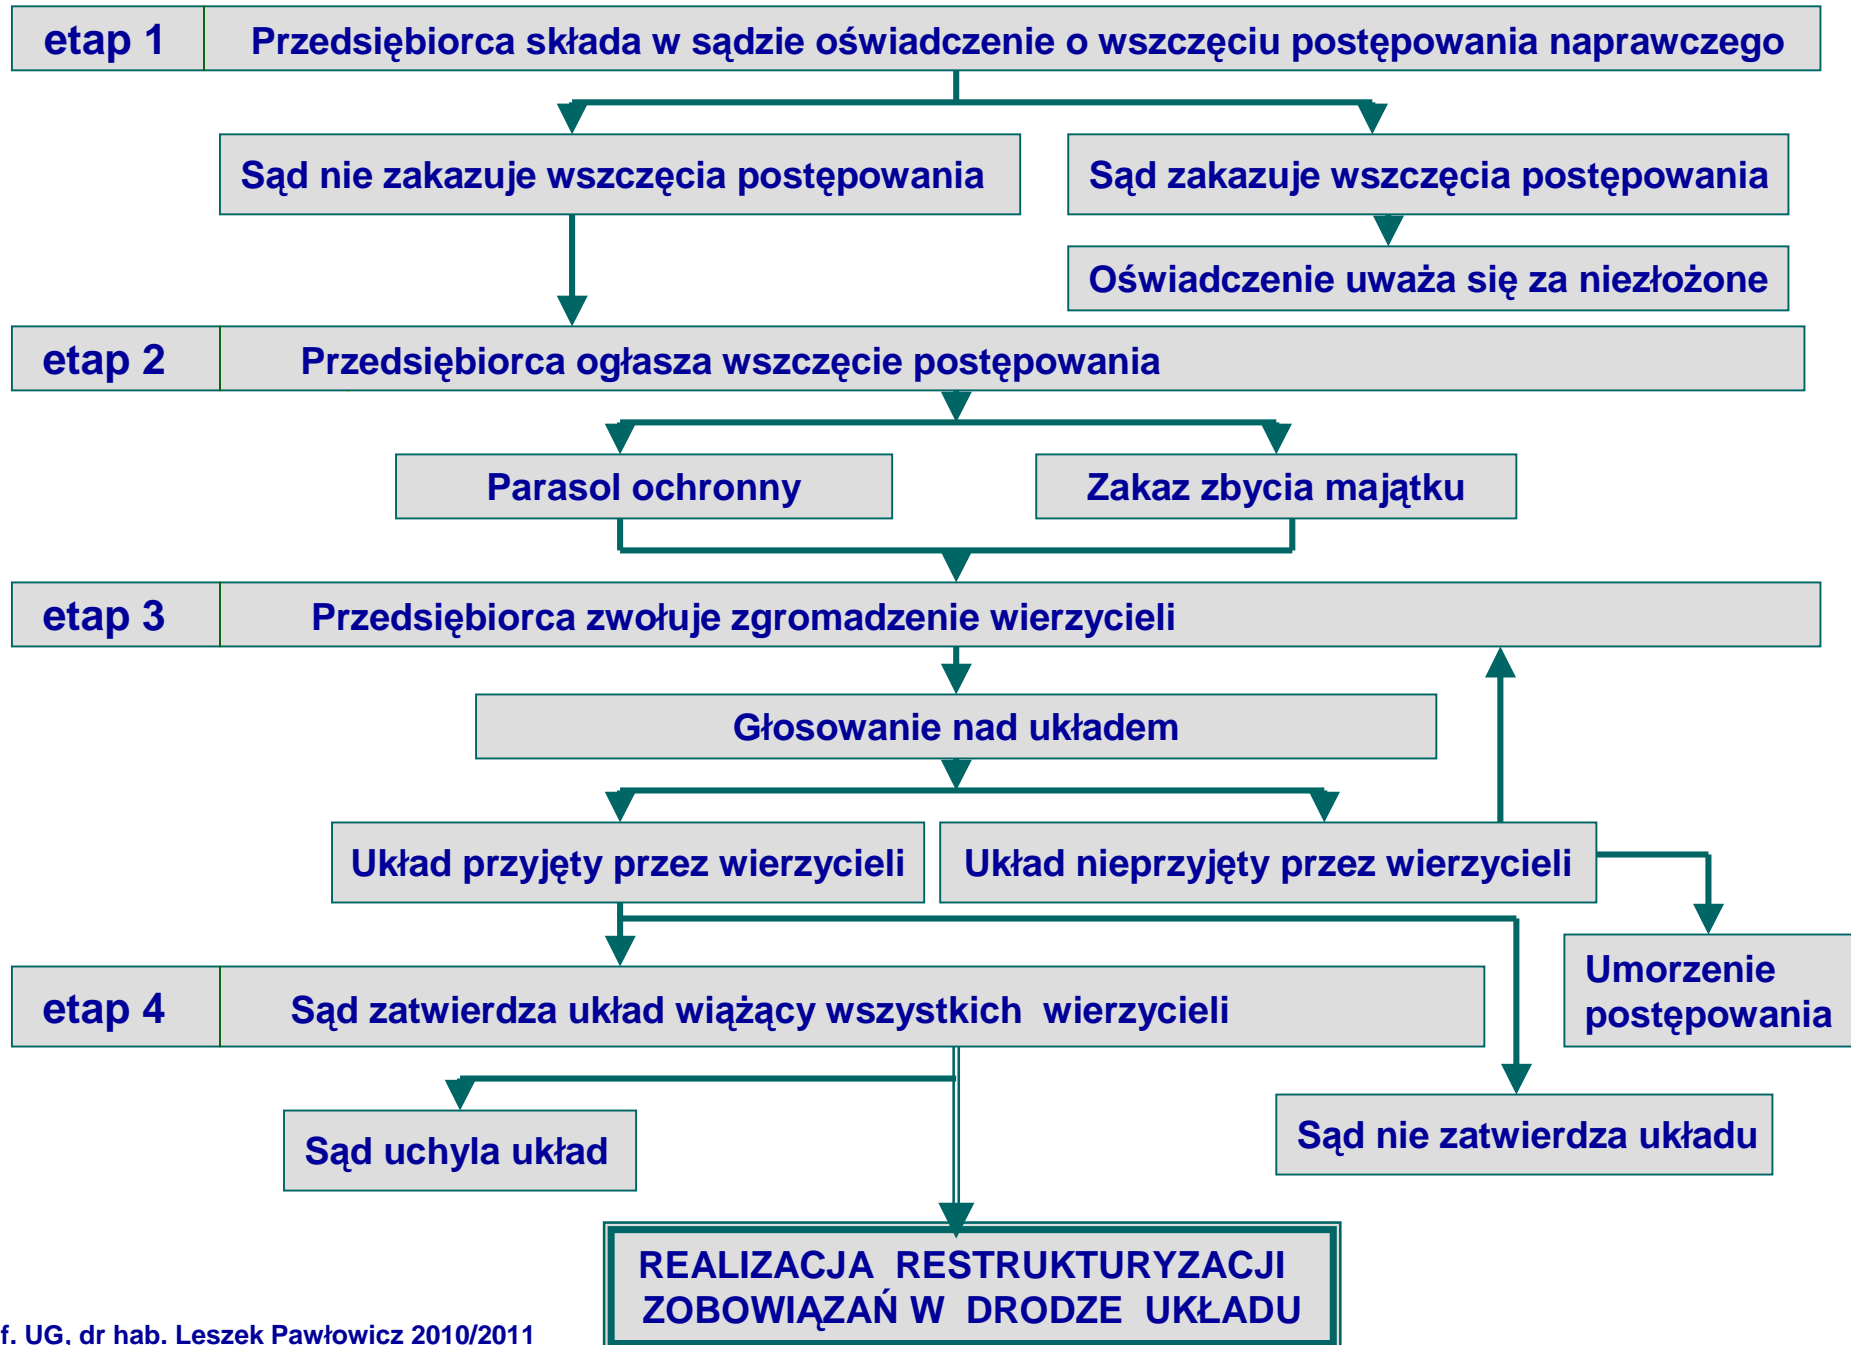 etap 1 Przedsiębiorca składa w sądzie oświadczenie o wszczęciu postępowania naprawczego
Sąd nie zakazuje wszczęcia postępowania
Sąd zakazuje wszczęcia postępowania
Oświadczenie uważa się za niezłożone
etap 2 Przedsiębiorca ogłasza wszczęcie postępowania
Parasol ochronny
Zakaz zbycia majątku
etap 3 Przedsiębiorca zwołuje zgromadzenie wierzycieli
Głosowanie nad układem
Układ przyjęty przez wierzycieli
Układ nieprzyjęty przez wierzycieli
Umorzenie
postępowania
etap 4 Sąd zatwierdza układ wiążący wszystkich wierzycieli
Sąd uchyla układ
Sąd nie zatwierdza układu
REALIZACJA RESTRUKTURYZACJI
ZOBOWIĄZAŃ W DRODZE UKŁADU
f. UG, dr hab. Leszek Pawłowicz 2010/2011